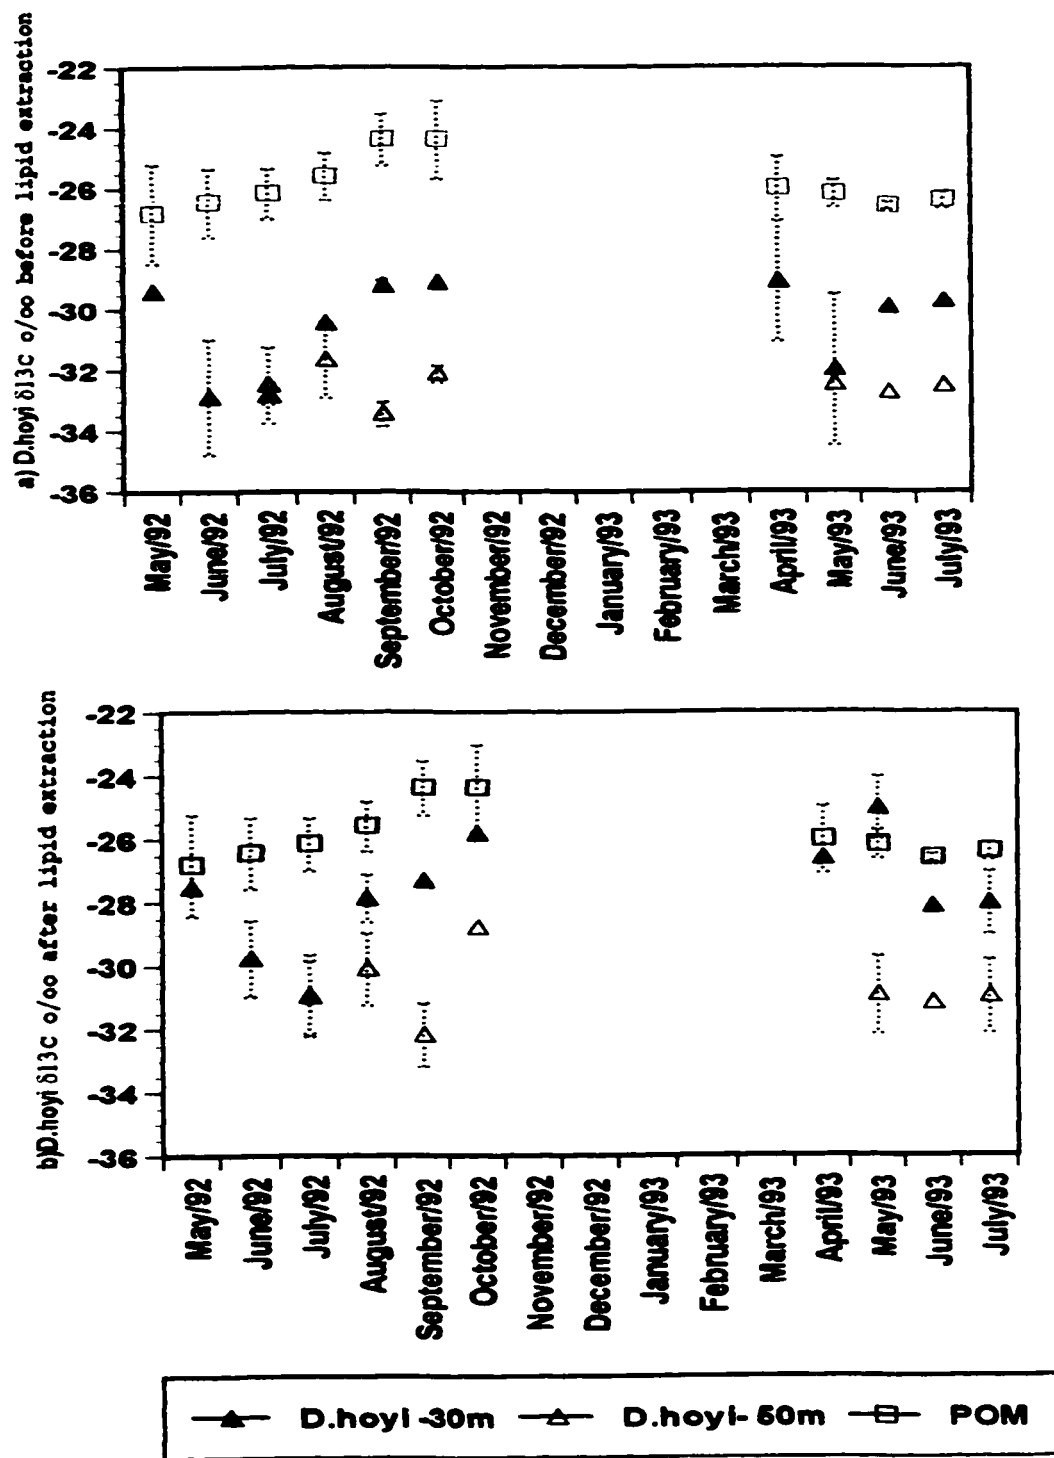 a) D.hoyi δ13C o/oo before lipid extraction
-22
-24
-26
-28
-30
-32
-34
-36
May/92
June/92
July/92
August/92
September/92
October/92
November/92
December/92
January/93
February/93
March/93
April/93
May/93
June/93
July/93
b)D.hoyi δ13C o/oo after lipid extraction
-22
-24
-26
-28
-30
-32
-34
-36
May/92
June/92
July/92
August/92
September/92
October/92
November/92
December/92
January/93
February/93
March/93
April/93
May/93
June/93
July/93
D.hoyi -30m D.hoyi- 50m POM